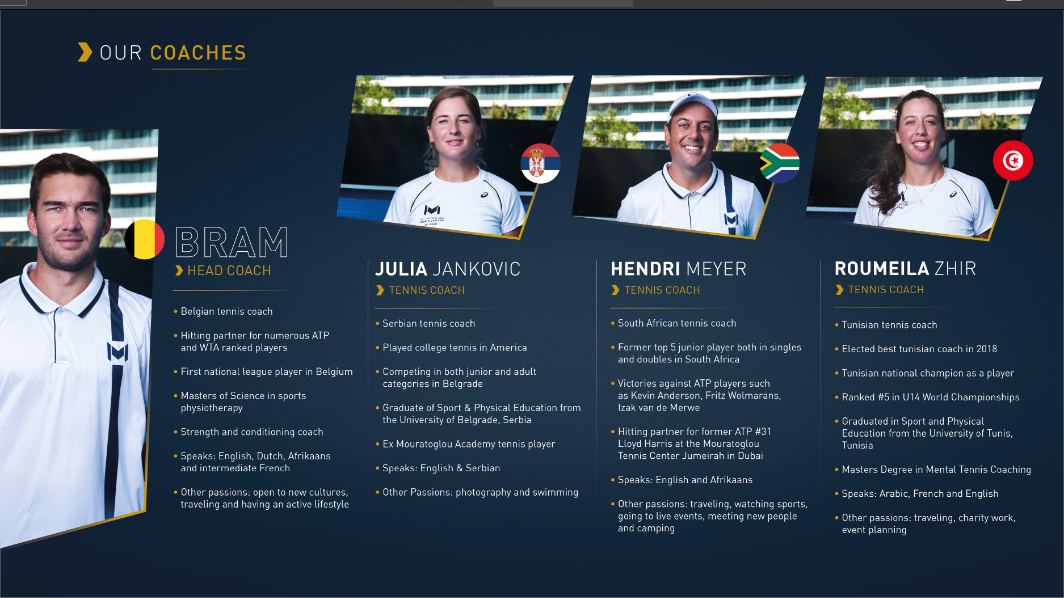 OUR COACHES
BRAM
HEAD COACH
• Belgian tennis coach
• Hitting partner for numerous ATP
and WTA ranked players
• First national league player in Belgium
• Masters of Science in sports
physiotherapy
• Strength and conditioning coach
• Speaks: English, Dutch, Afrikaans
and intermediate French
• Other passions: open to new cultures,
traveling and having an active lifestyle
JULIA JANKOVIC
TENNIS COACH
• Serbian tennis coach
• Played college tennis in America
• Competing in both junior and adult
categories in Belgrade
• Graduate of Sport & Physical Education from
the University of Belgrade, Serbia
• Ex Mouratoglou Academy tennis player
• Speaks: English & Serbian
• Other Passions: photography and swimming
HENDRI MEYER
TENNIS COACH
• South African tennis coach
• Former top 5 junior player both in singles
and doubles in South Africa
• Victories against ATP players such
as Kevin Anderson, Fritz Wolmarans,
Izak van de Merwe
• Hitting partner for former ATP #31
Lloyd Harris at the Mouratoglou
Tennis Center Jumeirah in Dubai
• Speaks: English and Afrikaans
• Other passions: traveling, watching sports,
going to live events, meeting new people
and camping
ROUMEILA ZHIR
TENNIS COACH
• Tunisian tennis coach
• Elected best tunisian coach in 2018
• Tunisian national champion as a player
• Ranked #5 in U14 World Championships
• Graduated in Sport and Physical
Education from the University of Tunis,
Tunisia
• Masters Degree in Mental Tennis Coaching
• Speaks: Arabic, French and English
• Other passions: traveling, charity work,
event planning